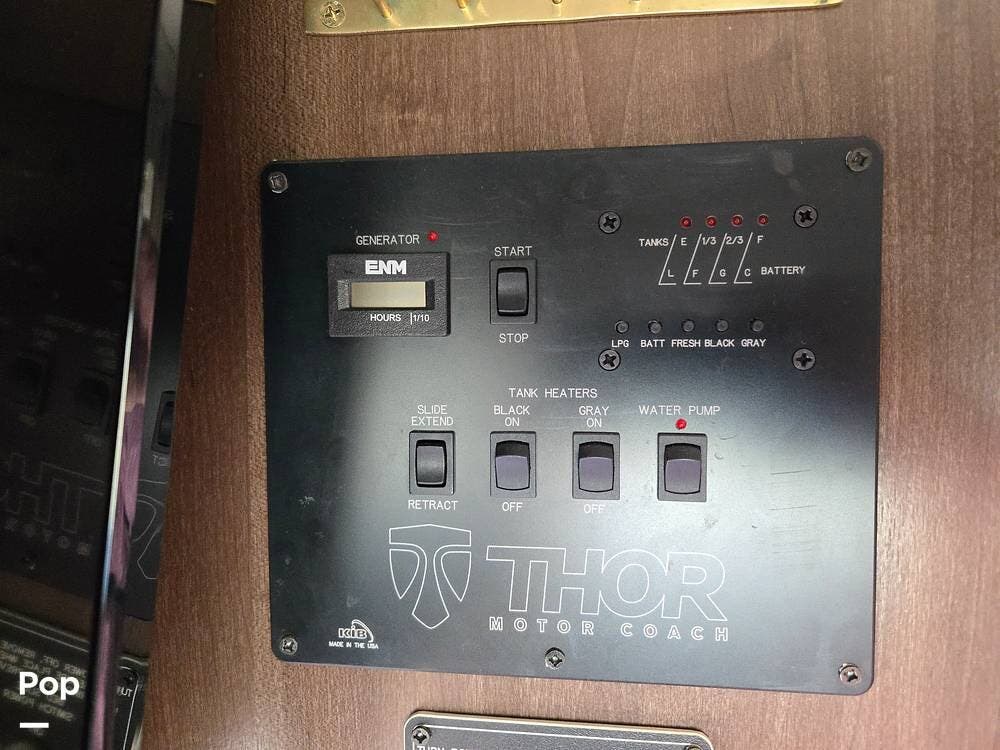 GENERATOR
ENM
HOURS 1/10
START
STOP
TANKS E 1/3 2/3 F
L F G C BATTERY
LPG BATT FRESH BLACK GRAY
TANK HEATERS
SLIDE
EXTEND
RETRACT
BLACK
ON
OFF
GRAY
ON
OFF
WATER PUMP
THOR
MOTOR COACH
KIB
MADE IN THE USA
Pop